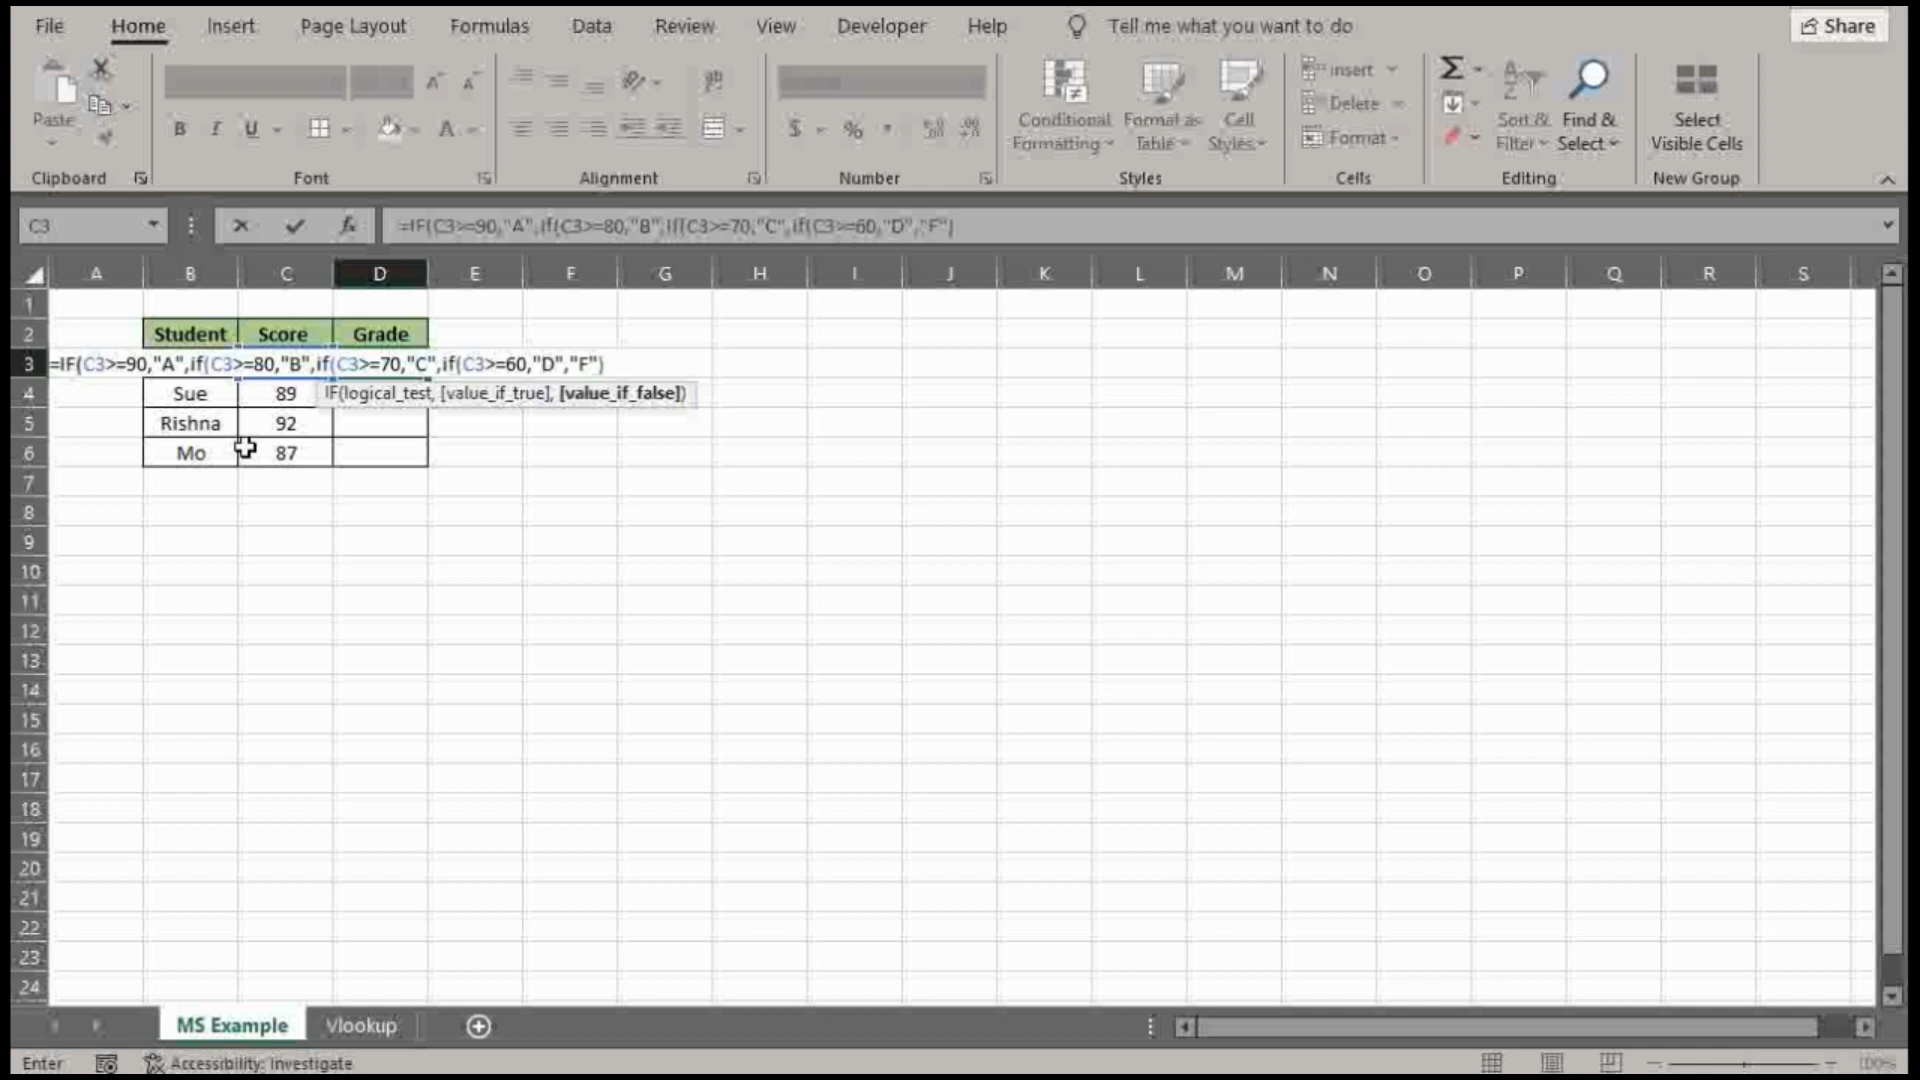 File Home Insert Page Layout Formulas Data Review View Developer Help Tell me what you want to do Share
Paste
B I U A
ab
$ % ,
Conditional Formatting
Format as Table
Cell Styles
Insert
Delete
Format
Σ
Sort & Filter
Find & Select
Select Visible Cells
Clipboard Font Alignment Number Styles Cells Editing New Group
C3 fx =IF(C3>=90,"A",if(C3>=80,"B",if(C3>=70,"C",if(C3>=60,"D","F")
A B C D E F G H I J K L M N O P Q R S
1
2 Student Score Grade
3 =IF(C3>=90,"A",if(C3>=80,"B",if(C3>=70,"C",if(C3>=60,"D","F")
4 Sue 89 IF(logical_test, [value_if_true], [value_if_false])
5 Rishna 92
6 Mo 87
7
8
9
10
11
12
13
14
15
16
17
18
19
20
21
22
23
24
MS Example Vlookup
Enter Accessibility: Investigate 100%